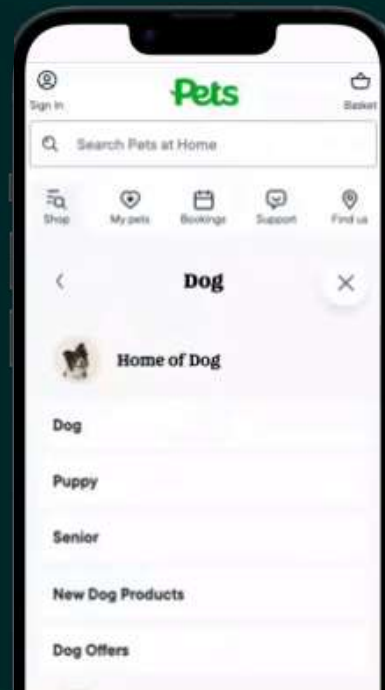 Pets
Sign in
Basket
Search Pets at Home
Shop My pets Bookings Support Find us
Dog
Home of Dog
Dog
Puppy
Senior
New Dog Products
Dog Offers